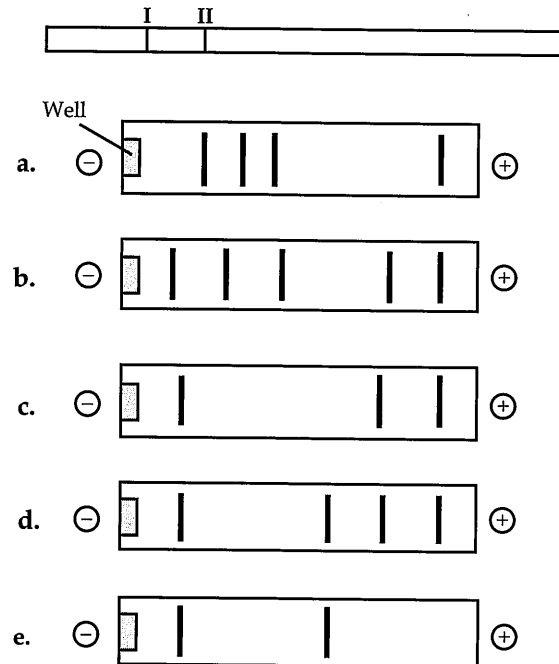 I II
Well
a. − +
b. − +
c. − +
d. − +
e. − +